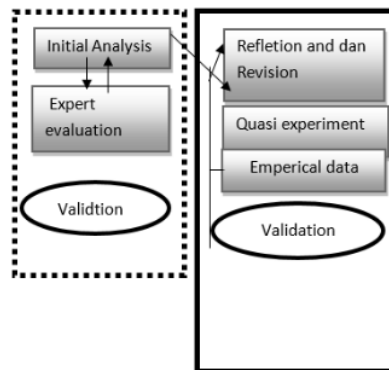 Initial Analysis
Expert
evaluation
Validtion
Refletion and dan
Revision
Quasi experiment
Emperical data
Validation